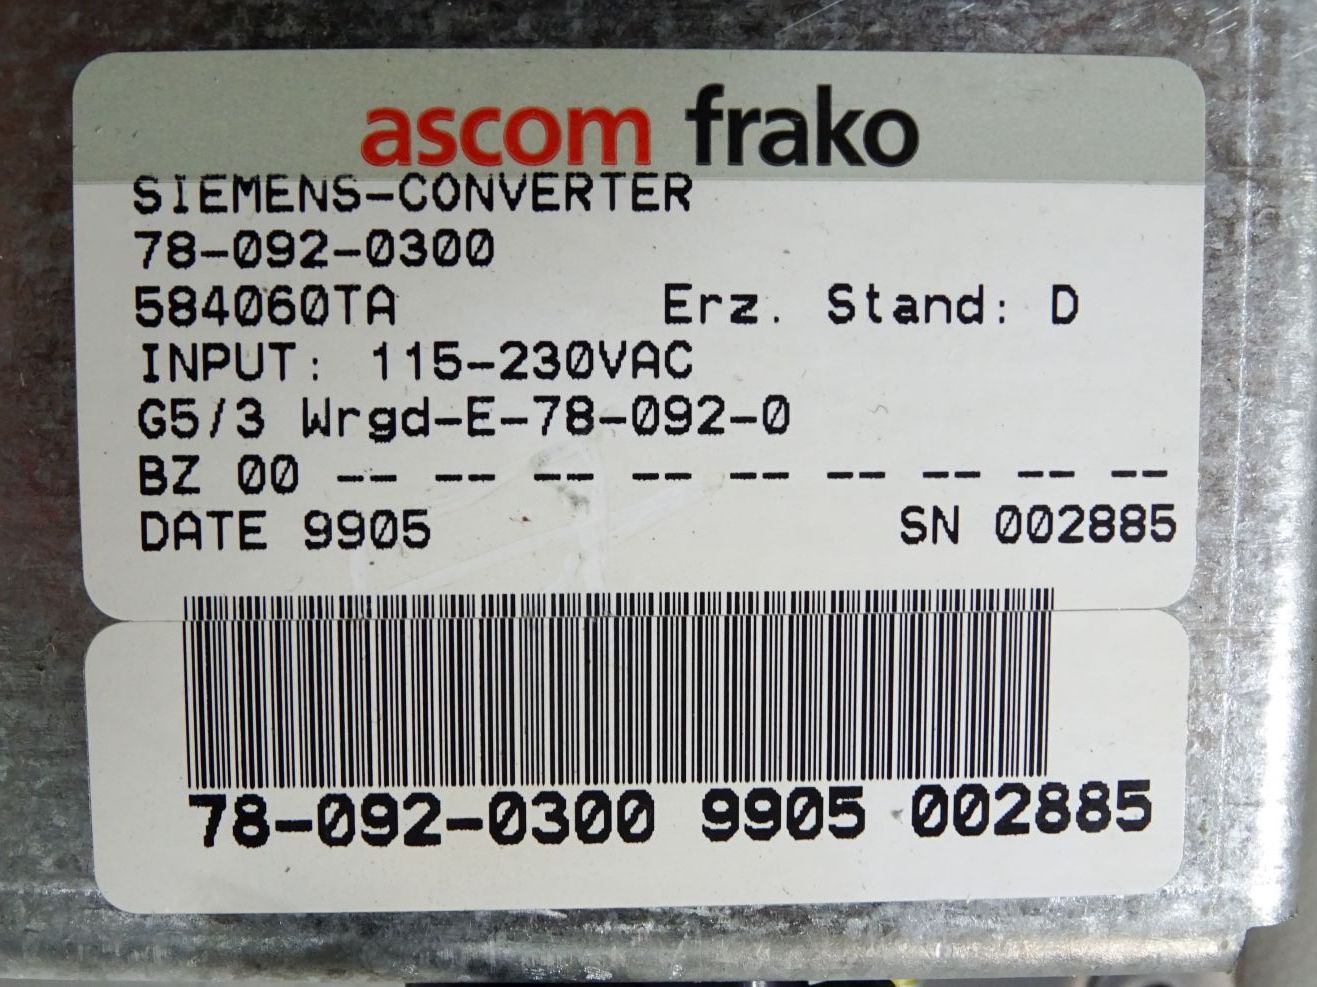 ascom frako
SIEMENS-CONVERTER
78-092-0300
584060TA Erz. Stand: D
INPUT: 115-230VAC
G5/3 Wrgd-E-78-092-0
BZ 00 -- -- -- -- -- -- -- -- --
DATE 9905 SN 002885
78-092-0300 9905 002885